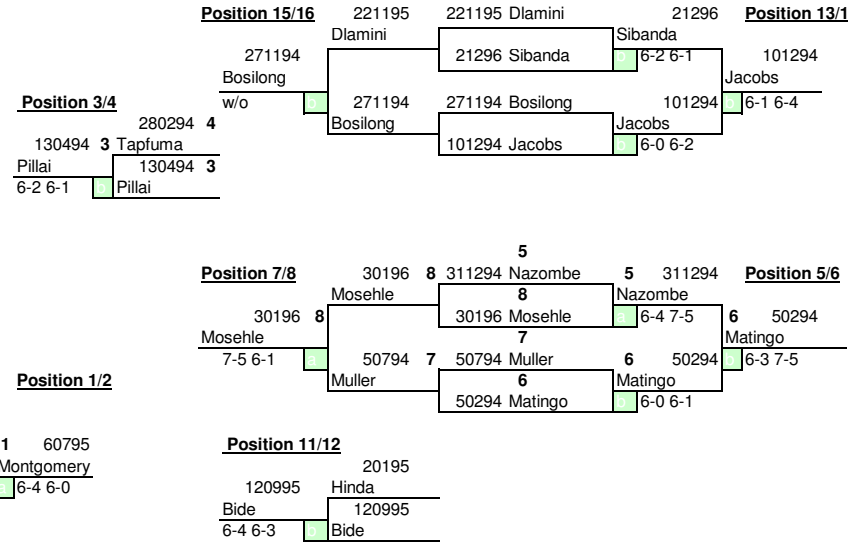 Position 15/16 221195 221195 Dlamini 21296 Position 13/1
Dlamini Sibanda
271194 21296 Sibanda b 6-2 6-1 101294
Bosilong Jacobs
Position 3/4 w/o b 271194 271194 Bosilong 101294 b 6-1 6-4
280294 4 Bosilong Jacobs
130494 3 Tapfuma 101294 Jacobs b 6-0 6-2
Pillai 130494 3
6-2 6-1 b Pillai
5
Position 7/8 30196 8 311294 Nazombe 5 311294 Position 5/6
Mosehle 8 Nazombe
30196 8 30196 Mosehle a 6-4 7-5 6 50294
Mosehle 7 Matingo
7-5 6-1 a 50794 7 50794 Muller 6 50294 b 6-3 7-5
Position 1/2 Muller 6 Matingo
50294 Matingo b 6-0 6-1
1 60795 Position 11/12
Montgomery 20195
a 6-4 6-0 120995 Hinda
Bide 120995
6-4 6-3 b Bide